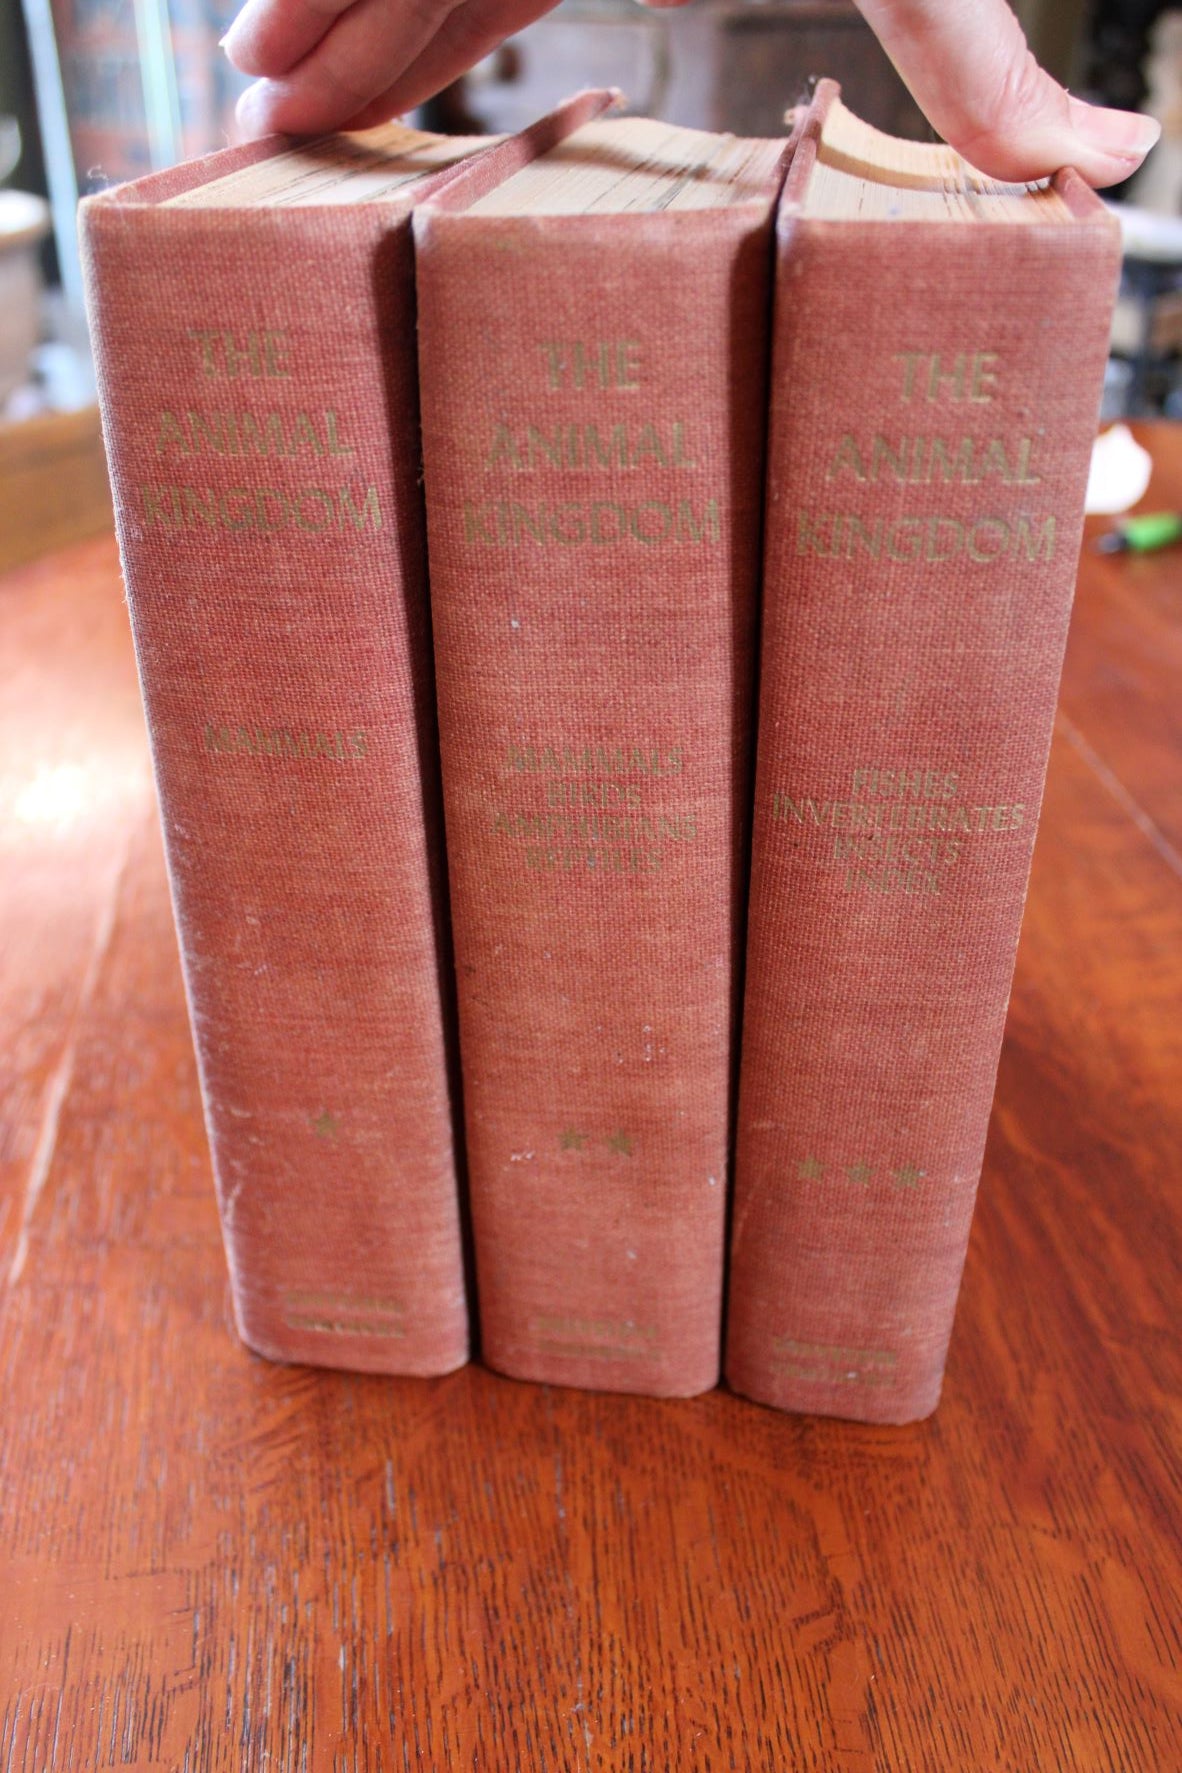 THE
ANIMAL
KINGDOM
MAMMALS
THE
ANIMAL
KINGDOM
MAMMALS
BIRDS
AMPHIBIANS
REPTILES
THE
ANIMAL
KINGDOM
FISHES
INVERTEBRATES
INSECTS
INDEX